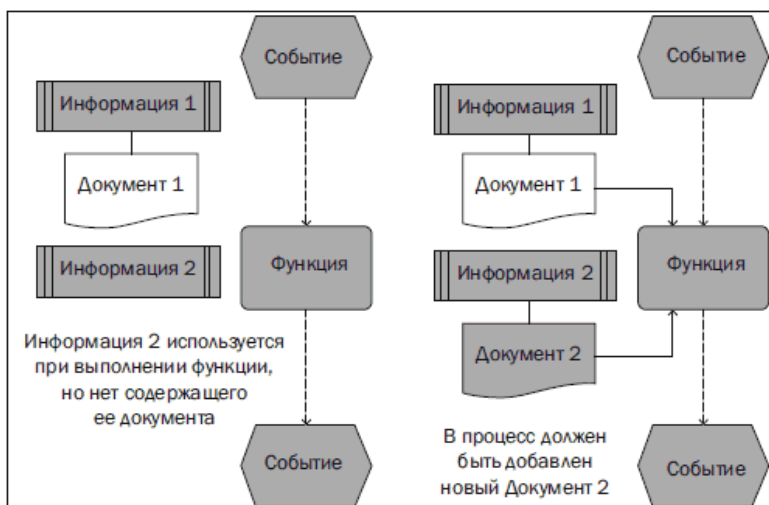 Событие
Информация 1
Документ 1
Информация 2
Функция
Информация 2 используется
при выполнении функции,
но нет содержащего
ее документа
Событие
Событие
Информация 1
Документ 1
Информация 2
Функция
Документ 2
В процесс должен
быть добавлен
новый Документ 2
Событие